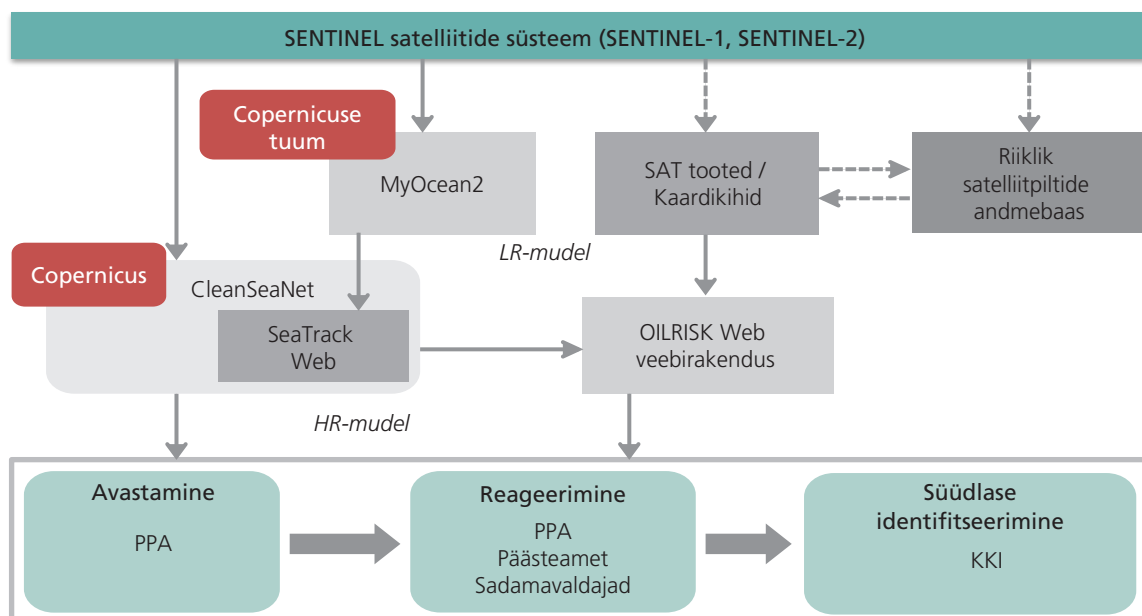 SENTINEL satelliitide süsteem (SENTINEL-1, SENTINEL-2)
Copernicuse
tuum
MyOcean2
SAT tooted /
Kaardikihid
Riiklik
satelliitpiltide
andmebaas
LR-mudel
Copernicus
CleanSeaNet
SeaTrack
Web
OILRISK Web
veebirakendus
HR-mudel
Avastamine
PPA
Reageerimine
PPA
Päästeamet
Sadamavaldajad
Süüdlase
identifitseerimine
KKI